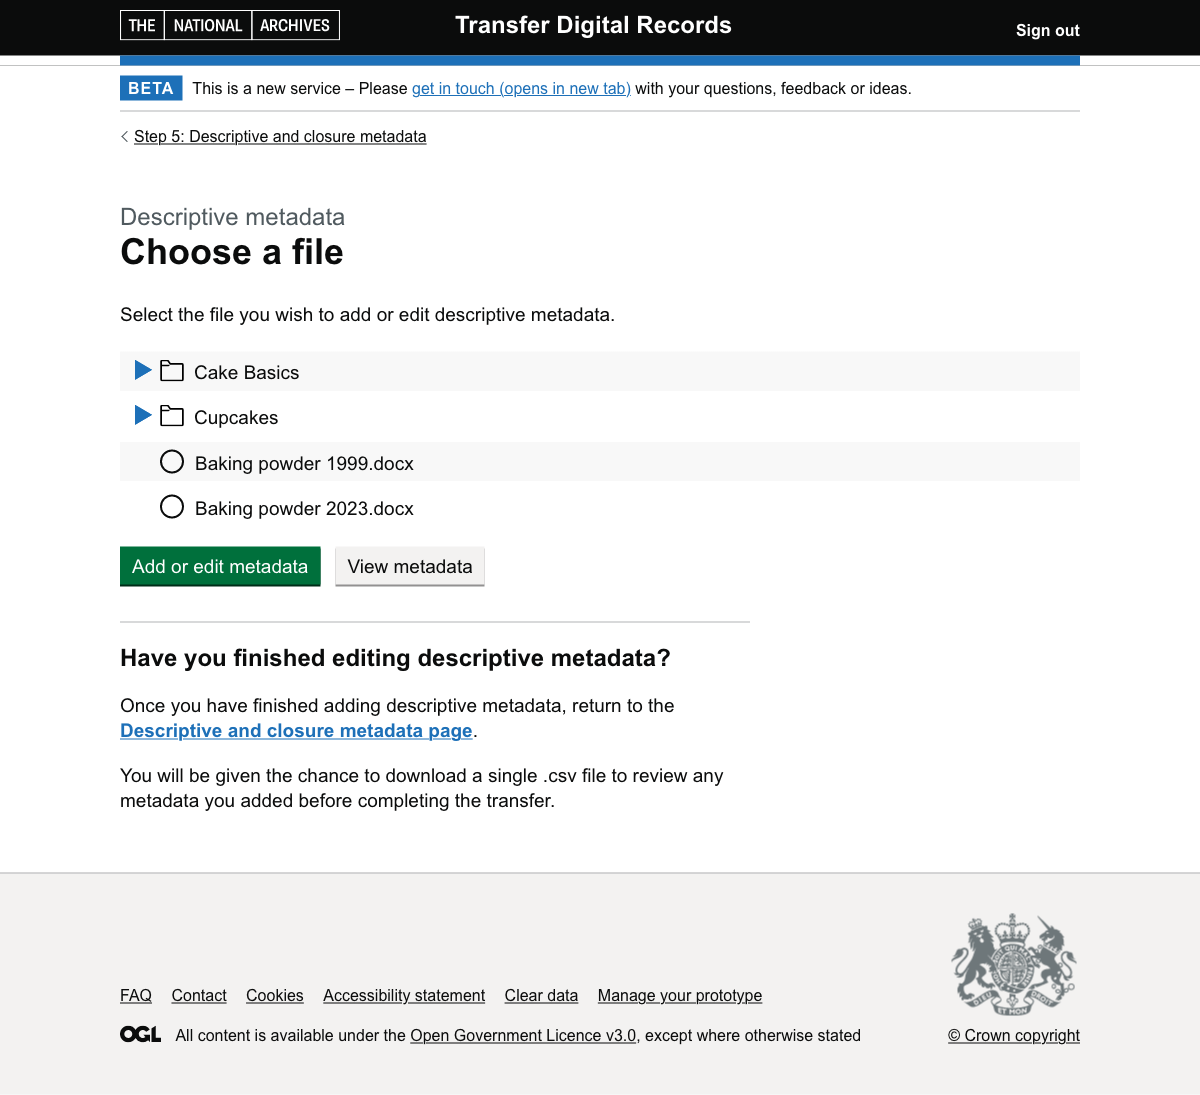 THE NATIONAL ARCHIVES
Transfer Digital Records
Sign out
BETA This is a new service – Please get in touch (opens in new tab) with your questions, feedback or ideas.
Step 5: Descriptive and closure metadata
Descriptive metadata
Choose a file
Select the file you wish to add or edit descriptive metadata.
Cake Basics
Cupcakes
Baking powder 1999.docx
Baking powder 2023.docx
Add or edit metadata View metadata
Have you finished editing descriptive metadata?
Once you have finished adding descriptive metadata, return to the
Descriptive and closure metadata page.
You will be given the chance to download a single .csv file to review any
metadata you added before completing the transfer.
FAQ Contact Cookies Accessibility statement Clear data Manage your prototype
OGL All content is available under the Open Government Licence v3.0, except where otherwise stated
© Crown copyright